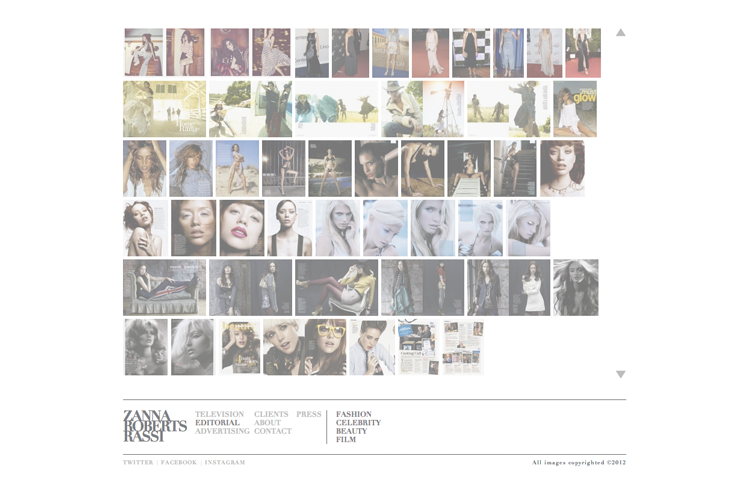 glow
ZANNA
ROBERTS
RASSI
TELEVISION CLIENTS PRESS
EDITORIAL ABOUT
ADVERTISING CONTACT
FASHION
CELEBRITY
BEAUTY
FILM
TWITTER : FACEBOOK : INSTAGRAM
All images copyrighted ©2012